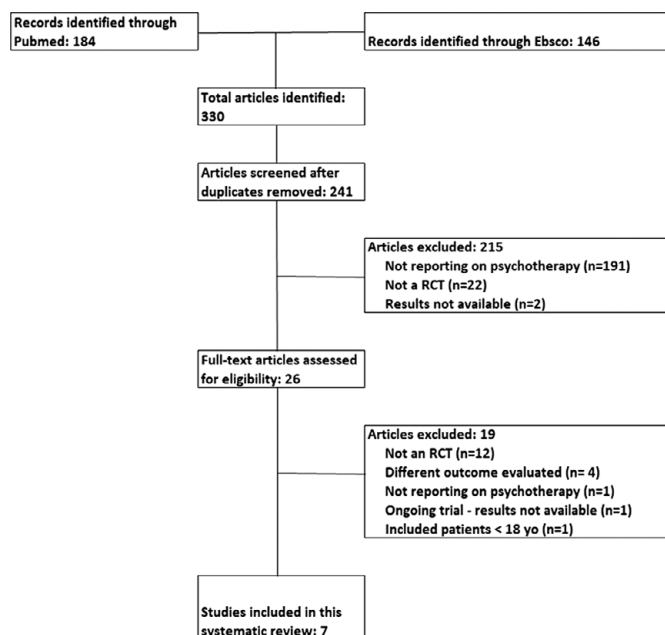 Records identified through
Pubmed: 184
Records identified through Ebsco: 146
Total articles identified:
330
Articles screened after
duplicates removed: 241
Articles excluded: 215
Not reporting on psychotherapy (n=191)
Not a RCT (n=22)
Results not available (n=2)
Full-text articles assessed
for eligibility: 26
Articles excluded: 19
Not an RCT (n=12)
Different outcome evaluated (n= 4)
Not reporting on psychotherapy (n=1)
Ongoing trial - results not available (n=1)
Included patients < 18 yo (n=1)
Studies included in this
systematic review: 7